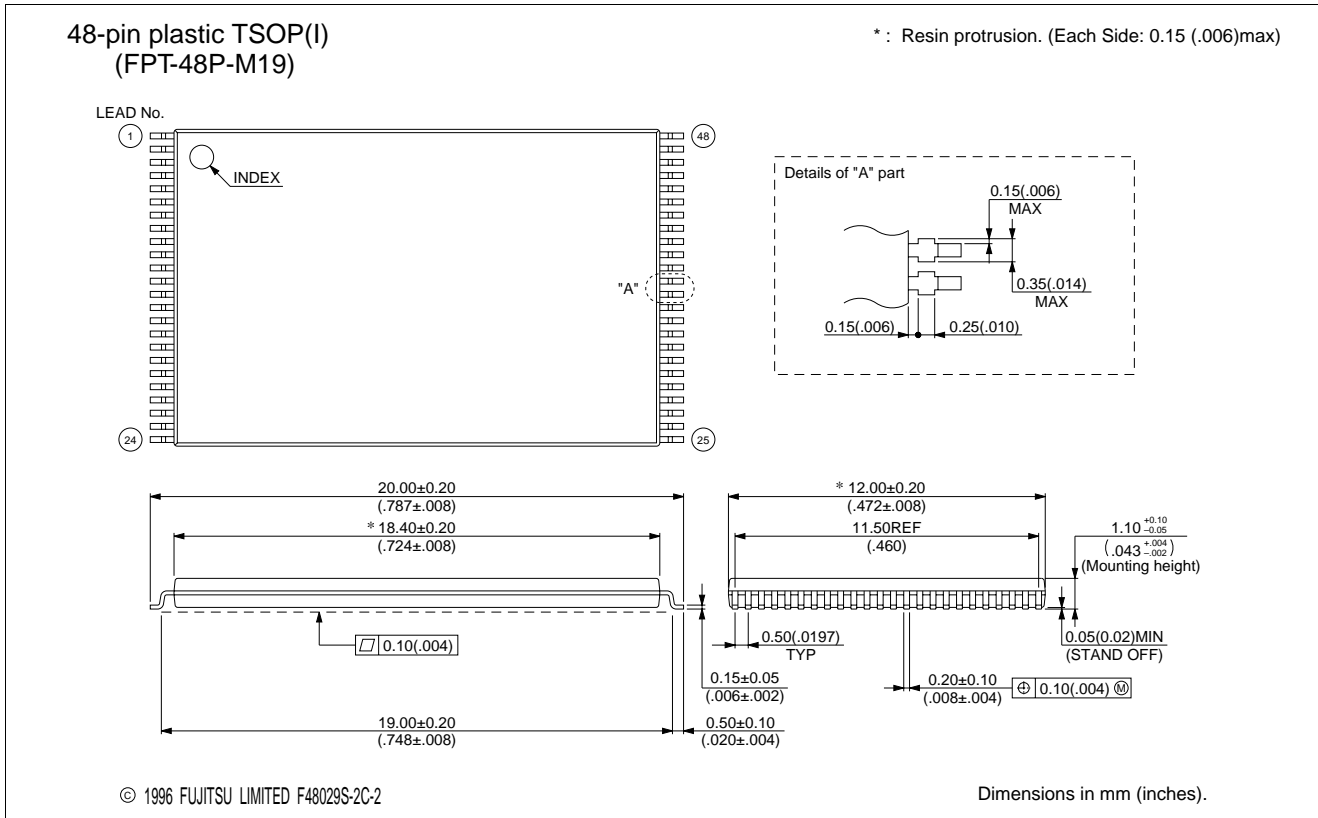 48-pin plastic TSOP(I)
(FPT-48P-M19)
* : Resin protrusion. (Each Side: 0.15 (.006)max)
LEAD No.
1
48
INDEX
"A"
24
25
Details of "A" part
0.15(.006)
MAX
0.35(.014)
MAX
0.15(.006)
0.25(.010)
20.00±0.20
(.787±.008)
* 18.40±0.20
(.724±.008)
0.10(.004)
19.00±0.20
(.748±.008)
0.15±0.05
(.006±.002)
0.50±0.10
(.020±.004)
* 12.00±0.20
(.472±.008)
11.50REF
(.460)
1.10 +0.10 –0.05
(.043 +.004 –.002)
(Mounting height)
0.50(.0197)
TYP
0.05(0.02)MIN
(STAND OFF)
0.20±0.10
(.008±.004)
0.10(.004) Ⓜ
© 1996 FUJITSU LIMITED F48029S-2C-2
Dimensions in mm (inches).